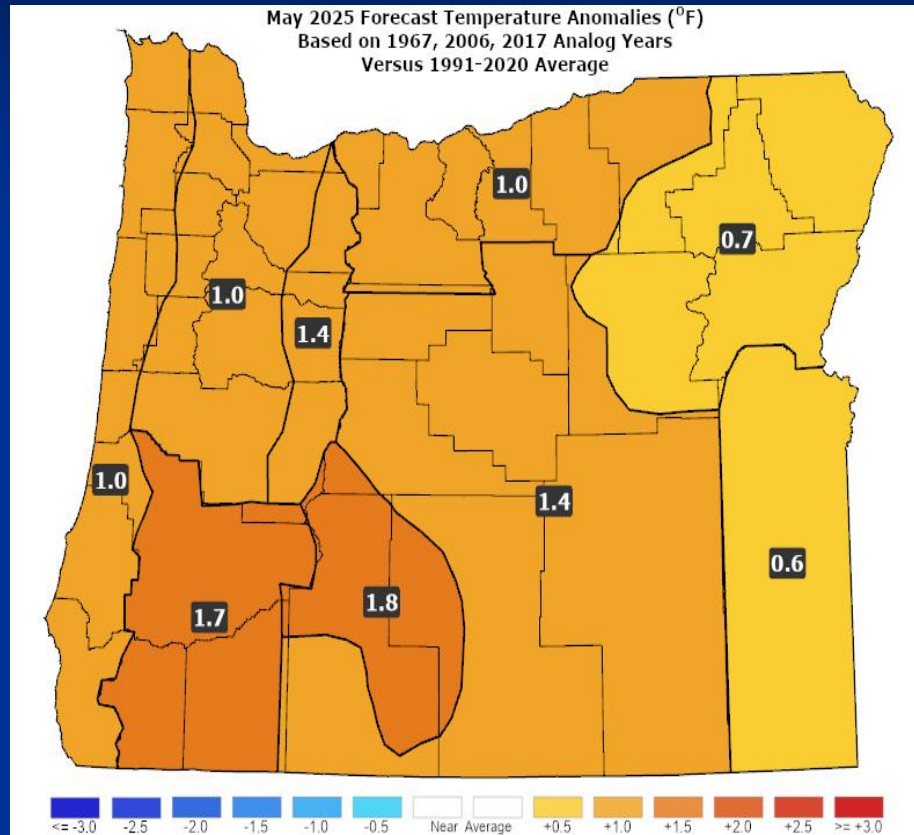 May 2025 Forecast Temperature Anomalies (⁰F)
Based on 1967, 2006, 2017 Analog Years
Versus 1991-2020 Average
1.0
0.7
1.0
1.4
1.0
1.4
0.6
1.8
1.7
<= -3.0 -2.5 -2.0 -1.5 -1.0 -0.5 Near Average +0.5 +1.0 +1.5 +2.0 +2.5 >= +3.0